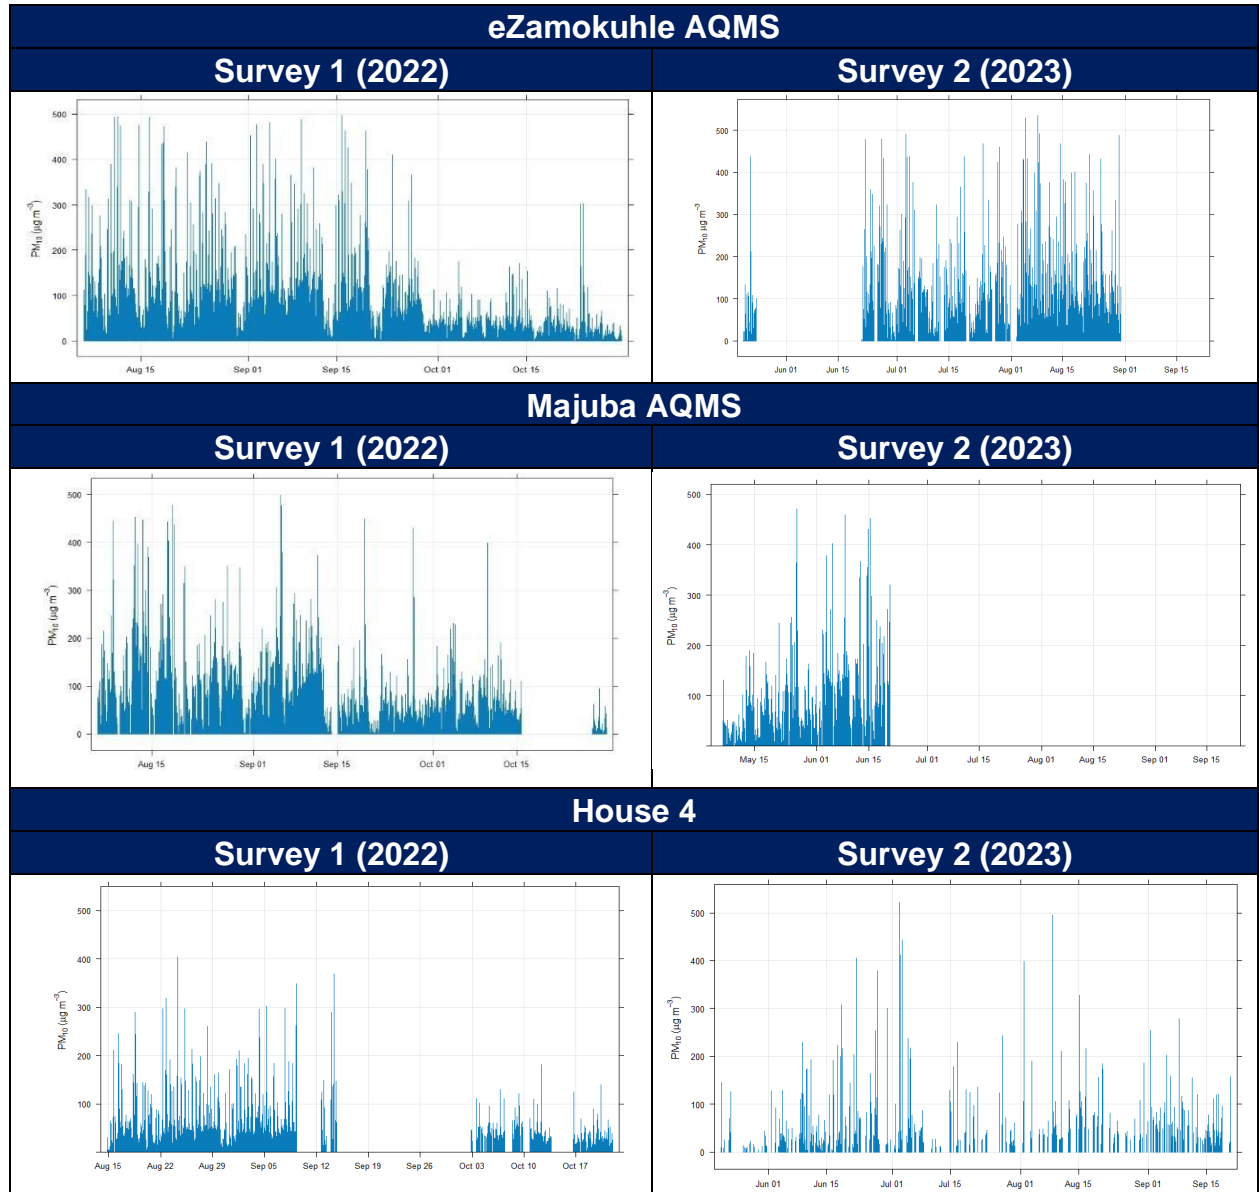 eZamokuhle AQMS
Survey 1 (2022)
Survey 2 (2023)
PM₁₀ (µg m⁻³)
500
400
300
200
100
0
Aug 15
Sep 01
Sep 15
Oct 01
Oct 15
PM₁₀ (µg m⁻³
500
400
300
200
100
0
Jun 01
Jun 15
Jul 01
Jul 15
Aug 01
Aug 15
Sep 01
Sep 15
Majuba AQMS
Survey 1 (2022)
Survey 2 (2023)
PM₁₀ (µg m⁻³)
500
400
300
200
100
0
Aug 15
Sep 01
Sep 15
Oct 01
Oct 15
PM₁₀ (µg m⁻³)
500
400
300
200
100
May 15
Jun 01
Jun 15
Jul 01
Jul 15
Aug 01
Aug 15
Sep 01
Sep 15
House 4
Survey 1 (2022)
Survey 2 (2023)
PM₁₀ (µg m⁻³)
500
400
300
200
100
Aug 15
Aug 22
Aug 29
Sep 05
Sep 12
Sep 19
Sep 26
Oct 03
Oct 10
Oct 17
PM₁₀ (µg m⁻³)
500
400
300
200
100
0
Jun 01
Jun 15
Jul 01
Jul 15
Aug 01
Aug 15
Sep 01
Sep 15